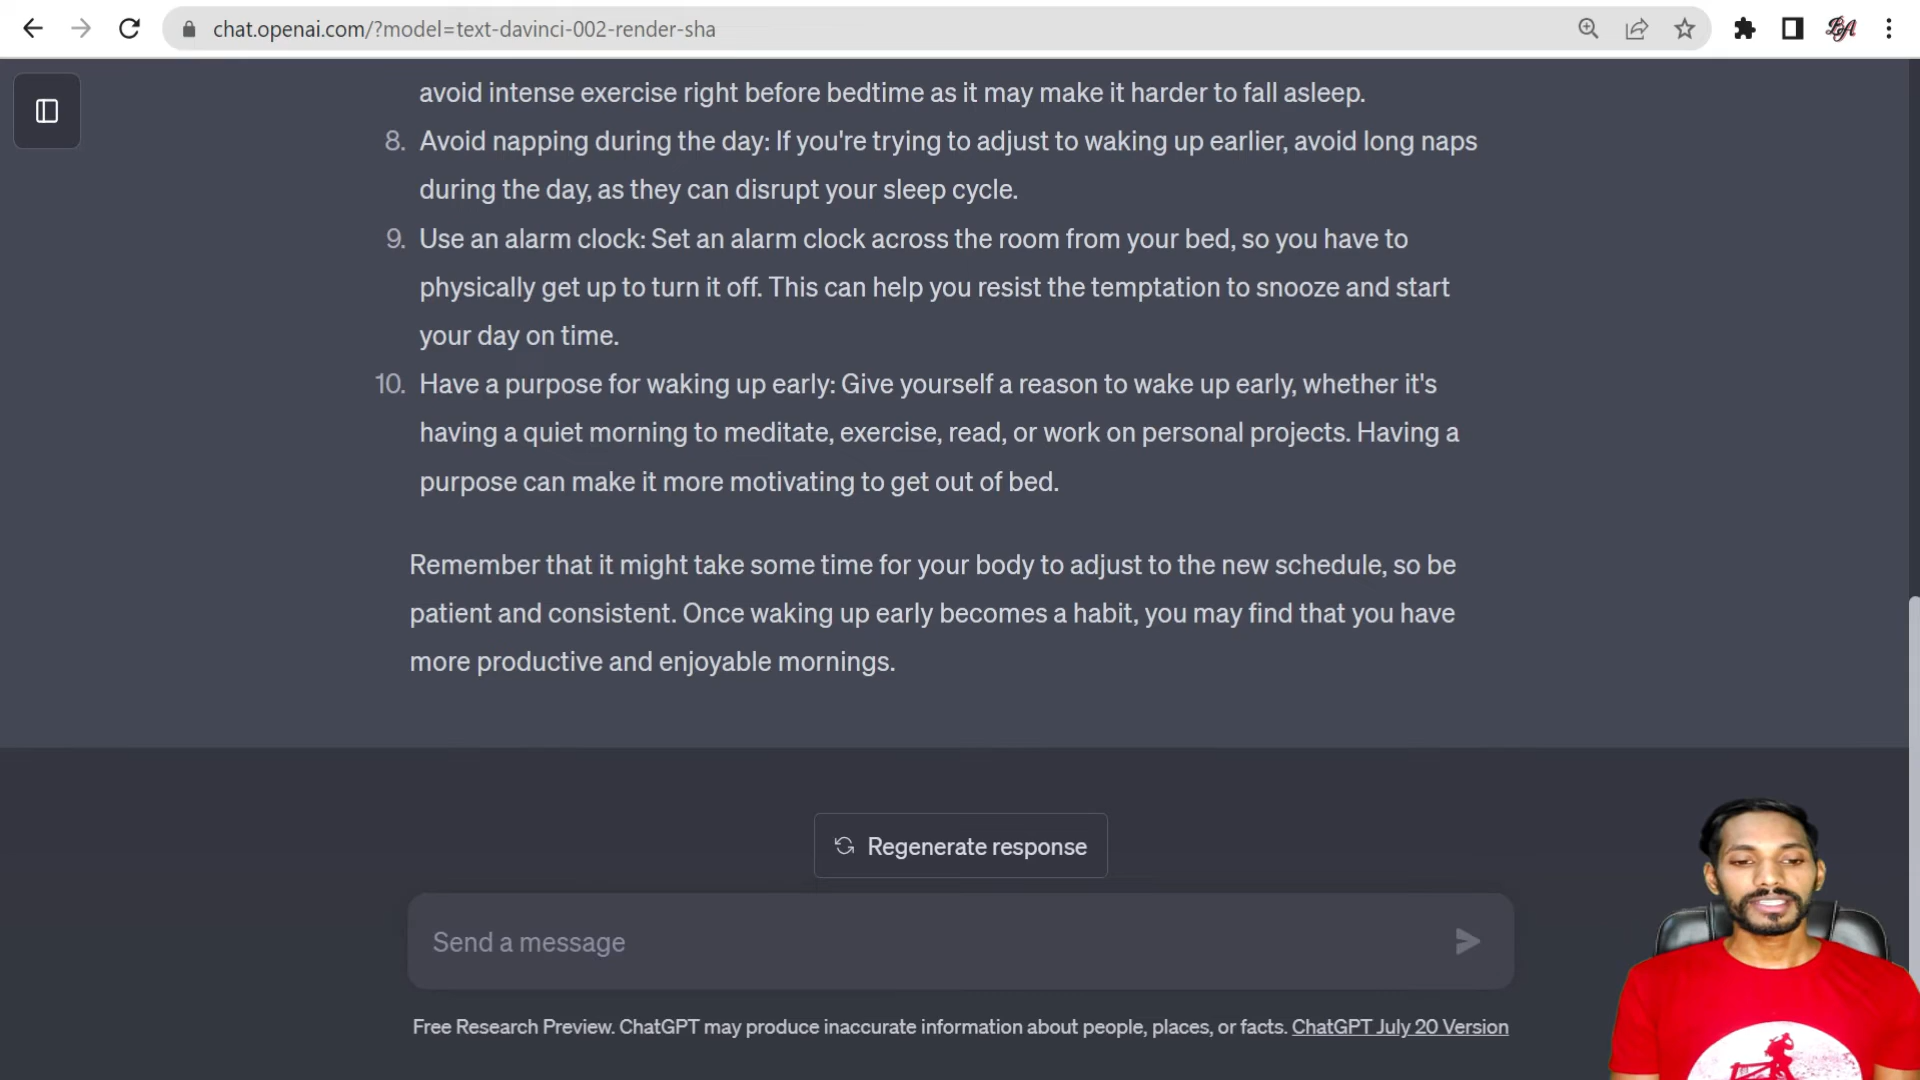 chat.openai.com/?model=text-davinci-002-render-sha
avoid intense exercise right before bedtime as it may make it harder to fall asleep.
8. Avoid napping during the day: If you're trying to adjust to waking up earlier, avoid long naps
during the day, as they can disrupt your sleep cycle.
9. Use an alarm clock: Set an alarm clock across the room from your bed, so you have to
physically get up to turn it off. This can help you resist the temptation to snooze and start
your day on time.
10. Have a purpose for waking up early: Give yourself a reason to wake up early, whether it's
having a quiet morning to meditate, exercise, read, or work on personal projects. Having a
purpose can make it more motivating to get out of bed.
Remember that it might take some time for your body to adjust to the new schedule, so be
patient and consistent. Once waking up early becomes a habit, you may find that you have
more productive and enjoyable mornings.
Regenerate response
Send a message
Free Research Preview. ChatGPT may produce inaccurate information about people, places, or facts. ChatGPT July 20 Version